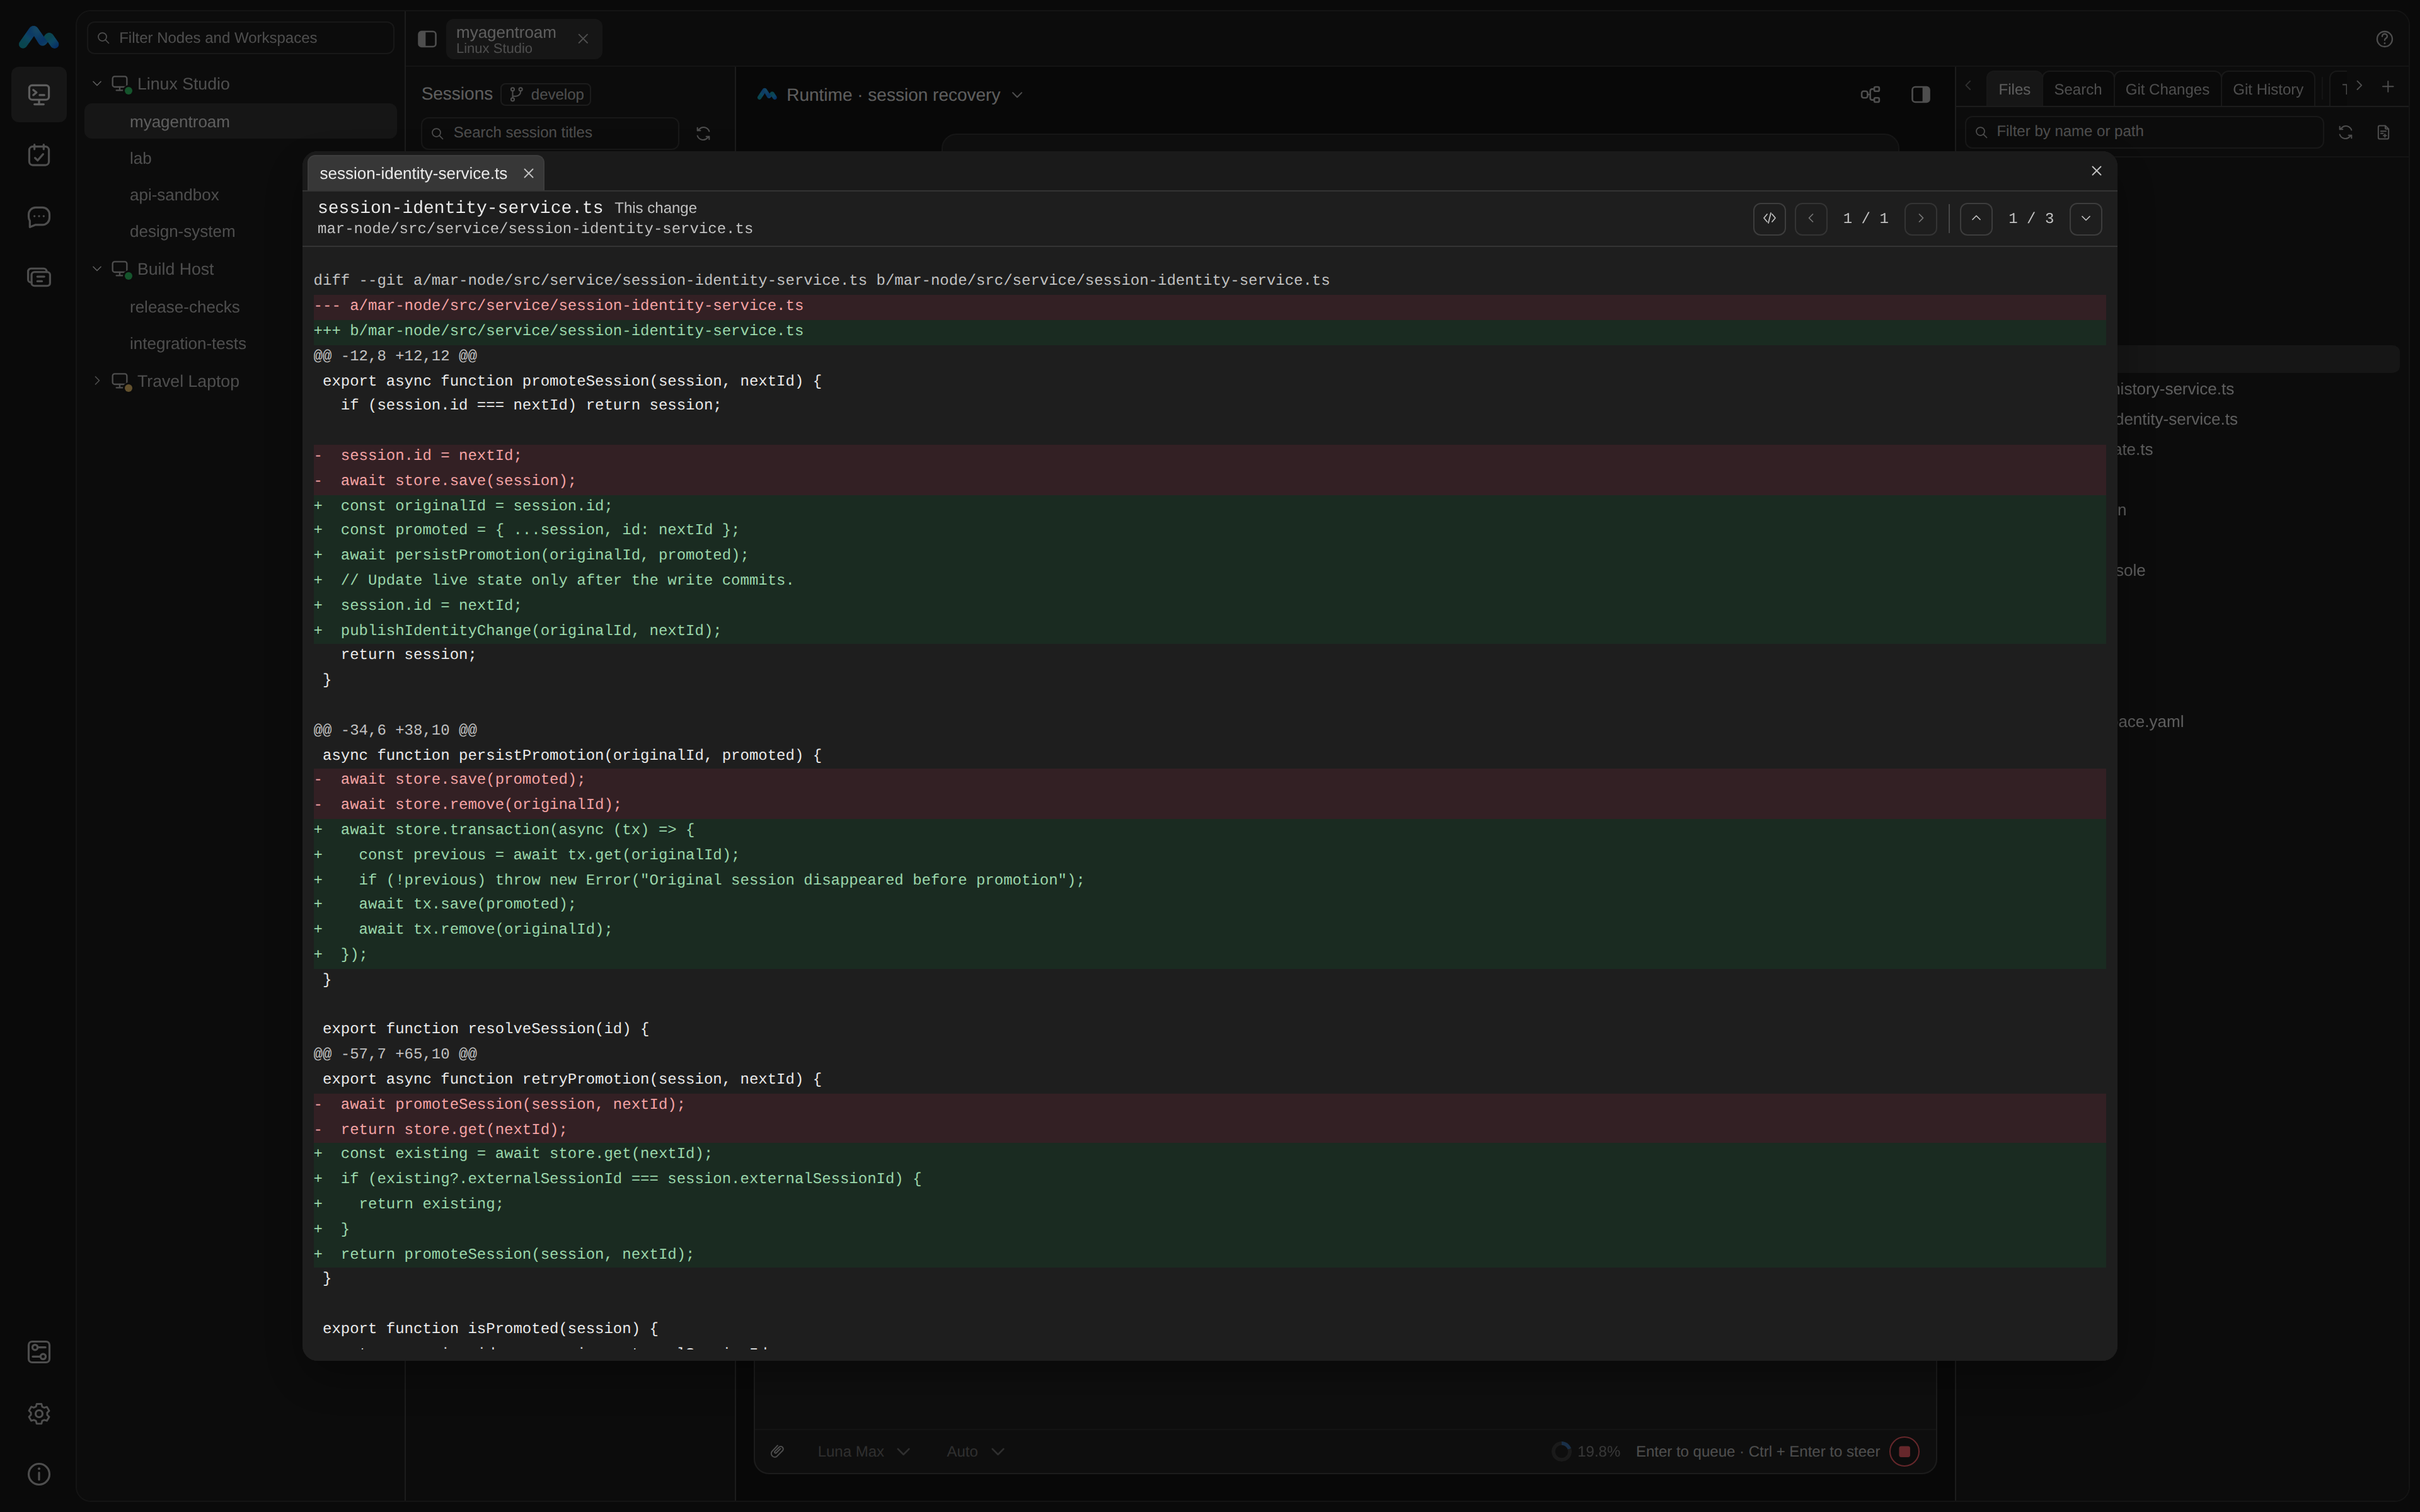 Filter Nodes and Workspaces
myagentroam
Linux Studio
Linux Studio
myagentroam
lab
api-sandbox
design-system
Build Host
release-checks
integration-tests
Travel Laptop
Sessions
develop
Search session titles
Runtime · session recovery
Files
Search
Git Changes
Git History
Filter by name or path
session-identity-service.ts
session-identity-service.ts This change
mar-node/src/service/session-identity-service.ts
1 / 1
1 / 3
diff --git a/mar-node/src/service/session-identity-service.ts b/mar-node/src/service/session-identity-service.ts
--- a/mar-node/src/service/session-identity-service.ts
+++ b/mar-node/src/service/session-identity-service.ts
@@ -12,8 +12,12 @@
 export async function promoteSession(session, nextId) {
   if (session.id === nextId) return session;
-  session.id = nextId;
-  await store.save(session);
+  const originalId = session.id;
+  const promoted = { ...session, id: nextId };
+  await persistPromotion(originalId, promoted);
+  // Update live state only after the write commits.
+  session.id = nextId;
+  publishIdentityChange(originalId, nextId);
   return session;
 }
@@ -34,6 +38,10 @@
 async function persistPromotion(originalId, promoted) {
-  await store.save(promoted);
-  await store.remove(originalId);
+  await store.transaction(async (tx) => {
+    const previous = await tx.get(originalId);
+    if (!previous) throw new Error("Original session disappeared before promotion");
+    await tx.save(promoted);
+    await tx.remove(originalId);
+  });
 }
 export function resolveSession(id) {
@@ -57,7 +65,10 @@
 export async function retryPromotion(session, nextId) {
-  await promoteSession(session, nextId);
-  return store.get(nextId);
+  const existing = await store.get(nextId);
+  if (existing?.externalSessionId === session.externalSessionId) {
+    return existing;
+  }
+  return promoteSession(session, nextId);
 }
 export function isPromoted(session) {
history-service.ts
dentity-service.ts
ate.ts
n
sole
ace.yaml
Luna Max
Auto
19.8%
Enter to queue · Ctrl + Enter to steer